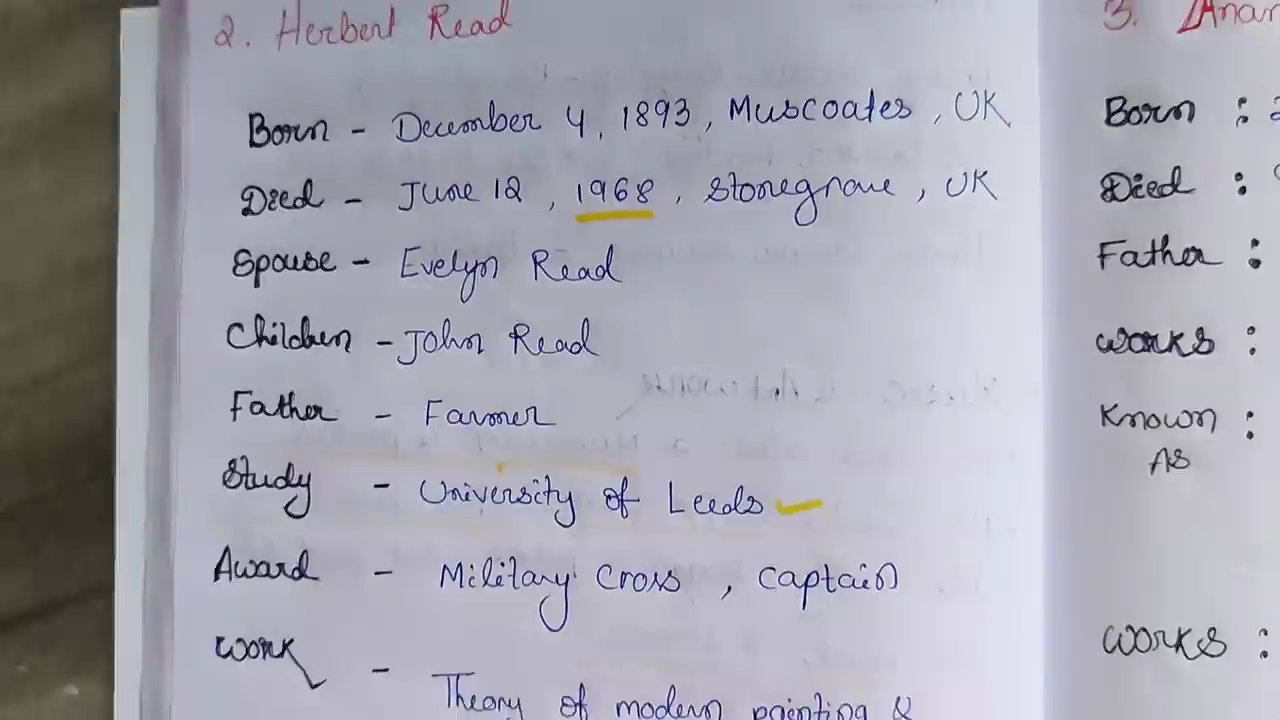 2. Herbert Read
Born - December 4, 1893, Muscoates, UK
Died - June 12, 1968, Stonegrave, UK
Spouse - Evelyn Read
Children - John Read
Father - Farmer
Study - University of Leeds
Award - Military Cross, Captain
Work -
Theory of modern painting &
3.
Born :
Died :
Father :
Works :
Known :
As
Works :